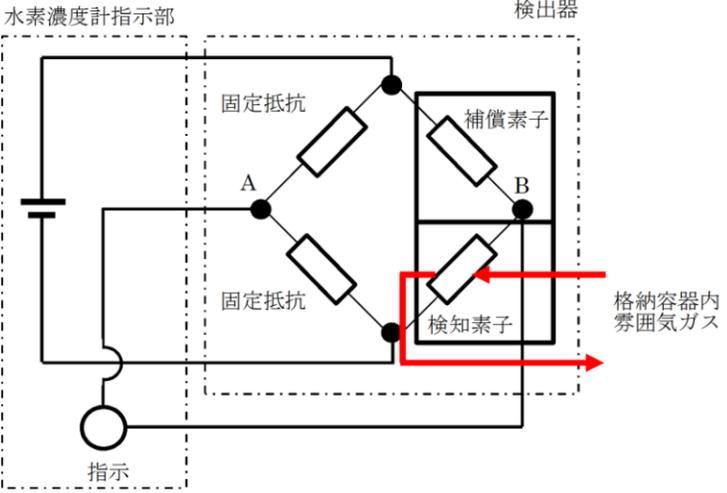 水素濃度計指示部
検出器
固定抵抗
補償素子
A
B
固定抵抗
検知素子
格納容器内
雰囲気ガス
指示